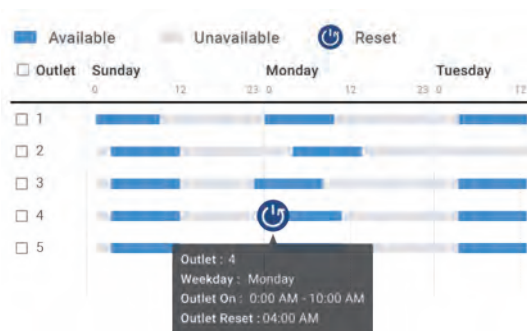 Available Unavailable Reset
Outlet Sunday Monday Tuesday
0 12 23 0 12 23 0 12
1
2
3
4
5
Outlet : 4
Weekday : Monday
Outlet On : 0:00 AM - 10:00 AM
Outlet Reset : 04:00 AM